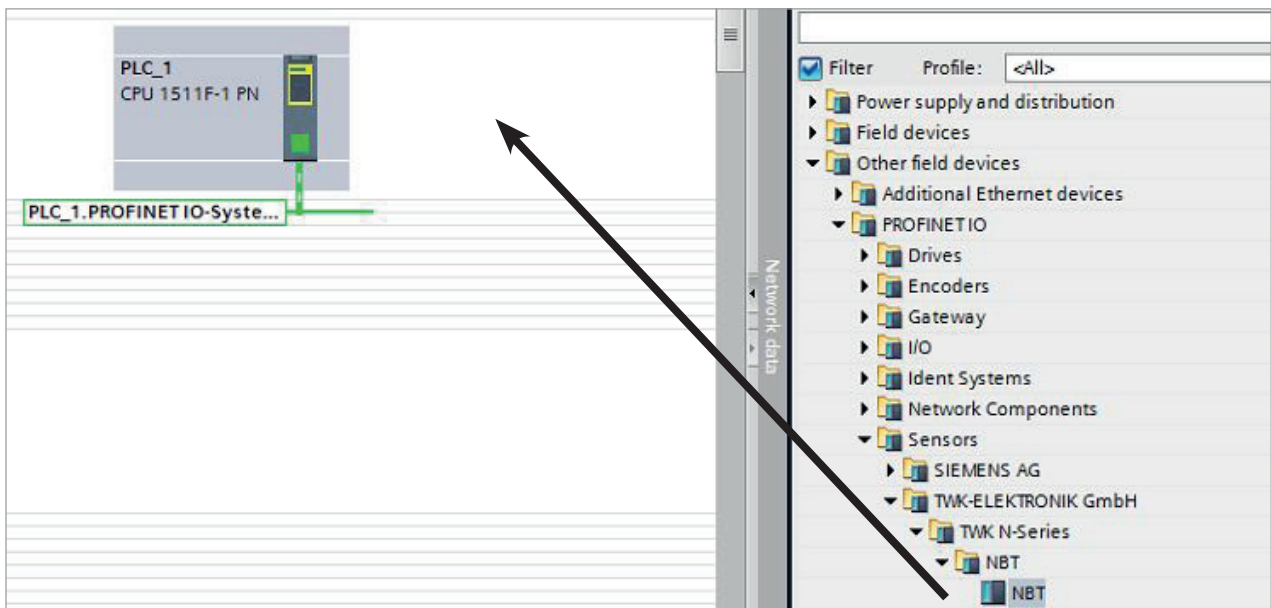 PLC_1
CPU 1511F-1 PN
PLC_1.PROFINET IO-Syste...
Network data
Filter Profile: <All>
Power supply and distribution
Field devices
Other field devices
Additional Ethernet devices
PROFINET IO
Drives
Encoders
Gateway
I/O
Ident Systems
Network Components
Sensors
SIEMENS AG
TWK-ELEKTRONIK GmbH
TWK N-Series
NBT
NBT